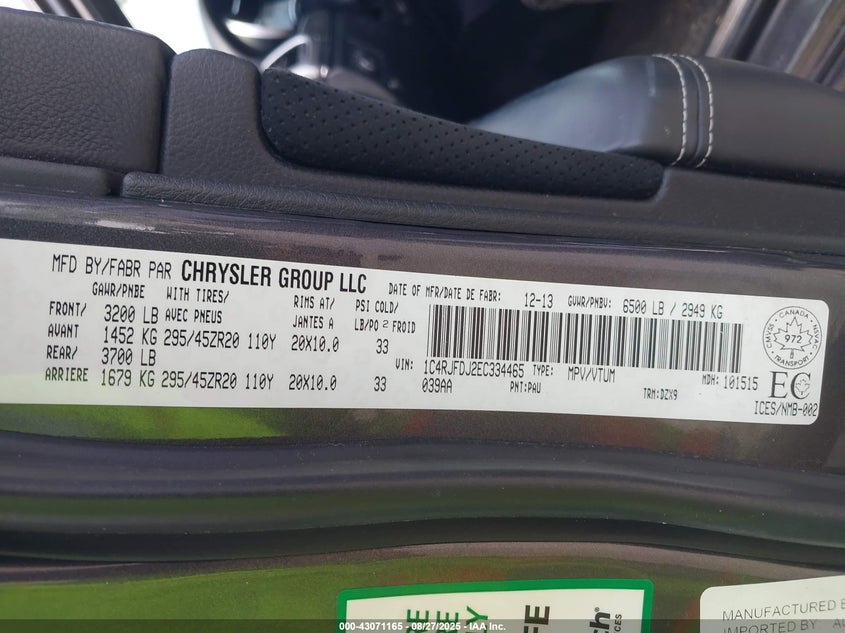 MFD BY/FABR PAR CHRYSLER GROUP LLC DATE OF MFR/DATE DE FABR: 12-13 GVWR/PNBV: 6500 LB / 2949 KG
GAWR/PNBE WITH TIRES/ RIMS AT/ PSI COLD/
FRONT/ 3200 LB AVEC PNEUS JANTES A LB/PO 2 FROID
AVANT 1452 KG 295/45ZR20 110Y 20X10.0 33
REAR/ 3700 LB
ARRIERE 1679 KG 295/45ZR20 110Y 20X10.0 33
VIN: 1C4RJFDJ2EC334465 TYPE: MPV/VTUM MDH: 101515
039AA PNT:PAU TRM:DZX9
CANADA
972
TRANSPORT
CMVSS
NSVAC
EC
ICES/NMB-002
MANUFACTURED
IMPORTED
000-43071165 - 08/27/2025 - IAA Inc.